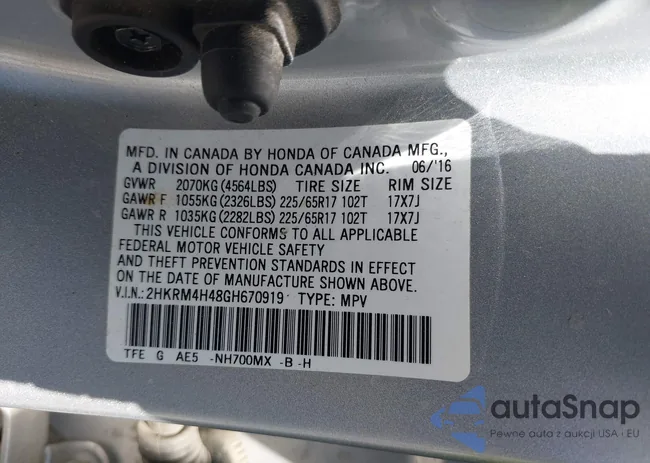 MFD. IN CANADA BY HONDA OF CANADA MFG.,
A DIVISION OF HONDA CANADA INC. 06/'16
GVWR 2070KG (4564LBS) TIRE SIZE RIM SIZE
GAWR F 1055KG (2326LBS) 225/65R17 102T 17X7J
GAWR R 1035KG (2282LBS) 225/65R17 102T 17X7J
THIS VEHICLE CONFORMS TO ALL APPLICABLE
FEDERAL MOTOR VEHICLE SAFETY
AND THEFT PREVENTION STANDARDS IN EFFECT
ON THE DATE OF MANUFACTURE SHOWN ABOVE.
V.I.N.:2HKRM4H48GH670919 TYPE: MPV
TFE G AE5 -NH700MX -B -H
autaSnap
Pewne auta z aukcji USA · EU